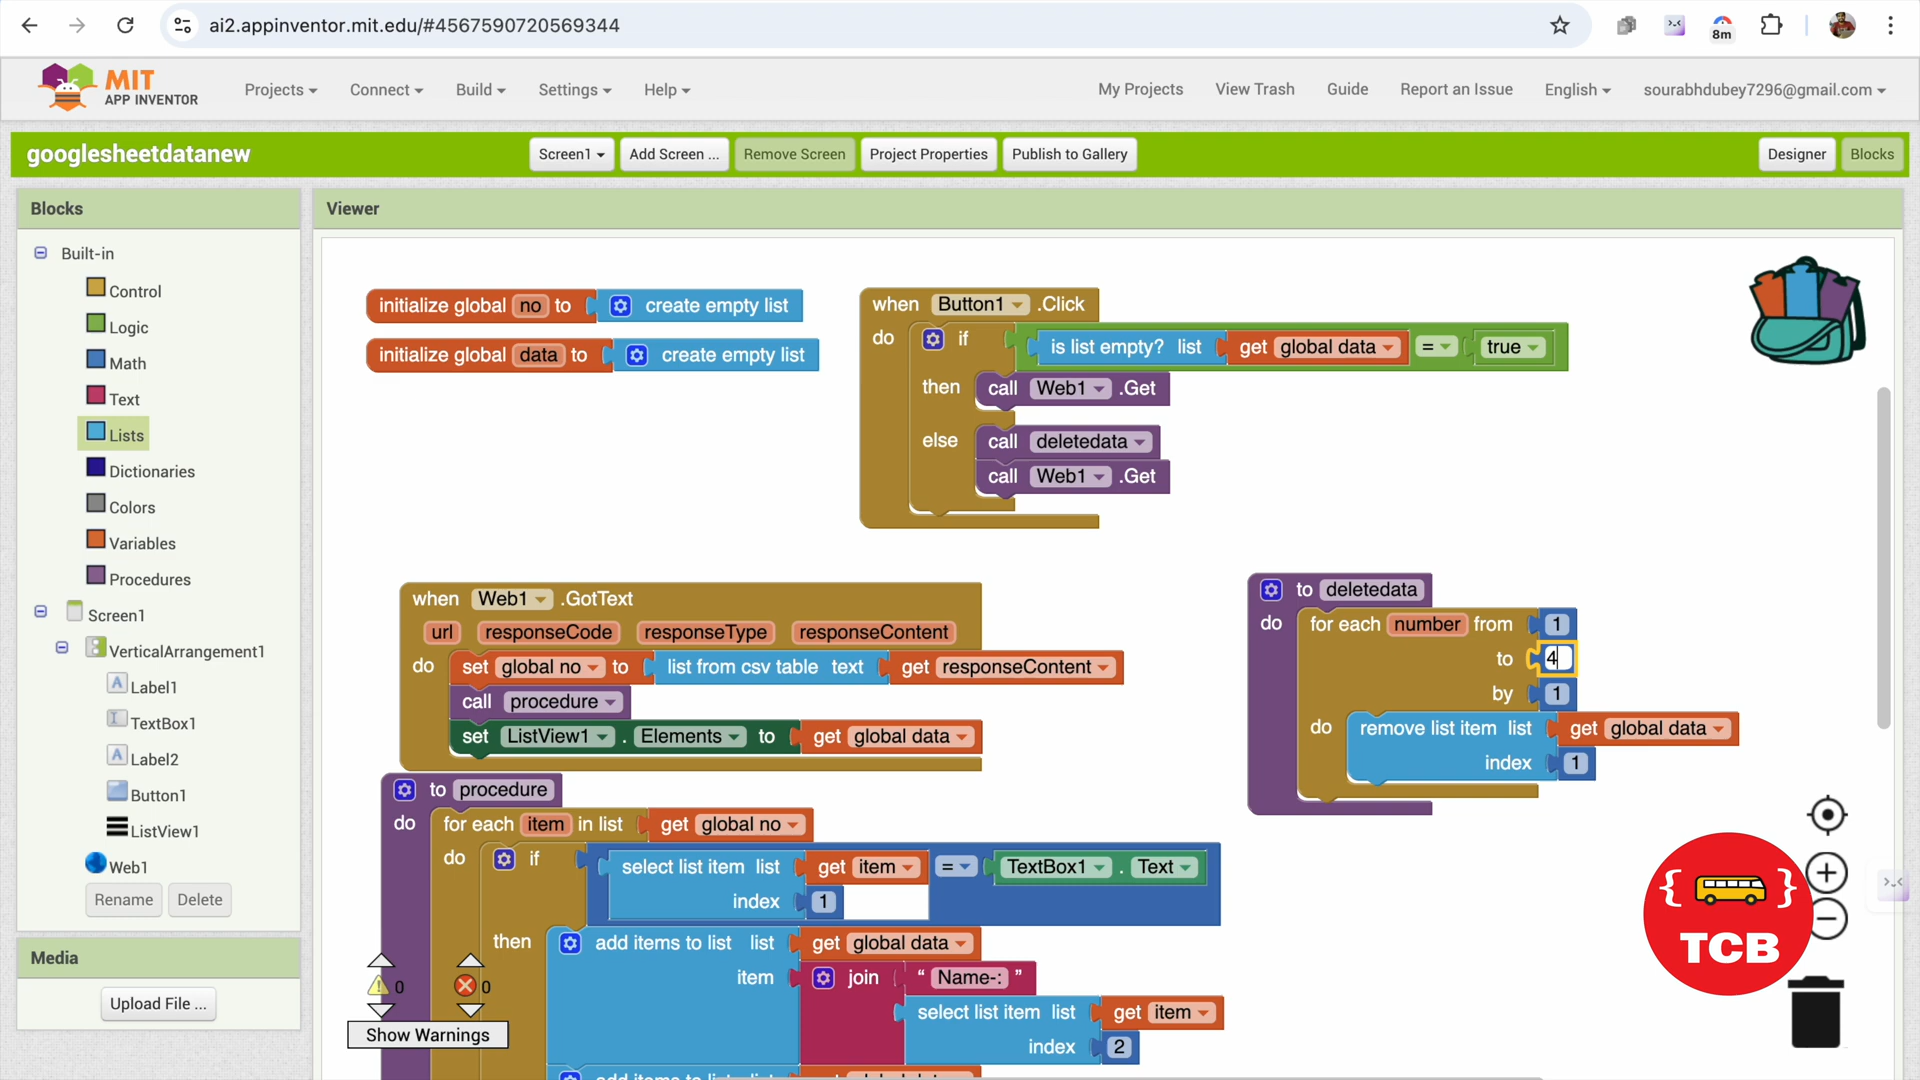 ai2.appinventor.mit.edu/#4567590720569344
8m
MIT
APP INVENTOR
Projects
Connect
Build
Settings
Help
My Projects
View Trash
Guide
Report an Issue
English
sourabhdubey7296@gmail.com
googlesheetdatanew
Screen1
Add Screen ...
Remove Screen
Project Properties
Publish to Gallery
Designer
Blocks
Blocks
Viewer
Built-in
Control
Logic
Math
Text
Lists
Dictionaries
Colors
Variables
Procedures
Screen1
VerticalArrangement1
Label1
TextBox1
Label2
Button1
ListView1
Web1
Rename
Delete
Media
Upload File ...
initialize global no to create empty list
initialize global data to create empty list
when Button1 .Click
do if is list empty? list get global data = true
then call Web1 .Get
else call deletedata
call Web1 .Get
when Web1 .GotText
url responseCode responseType responseContent
do set global no to list from csv table text get responseContent
call procedure
set ListView1 . Elements to get global data
to deletedata
do for each number from 1
to 4
by 1
do remove list item list get global data
index 1
to procedure
do for each item in list get global no
do if select list item list get item = TextBox1 . Text
index 1
then add items to list list get global data
item join “ Name-: ”
select list item list get item
index 2
0
0
Show Warnings
{ }
TCB